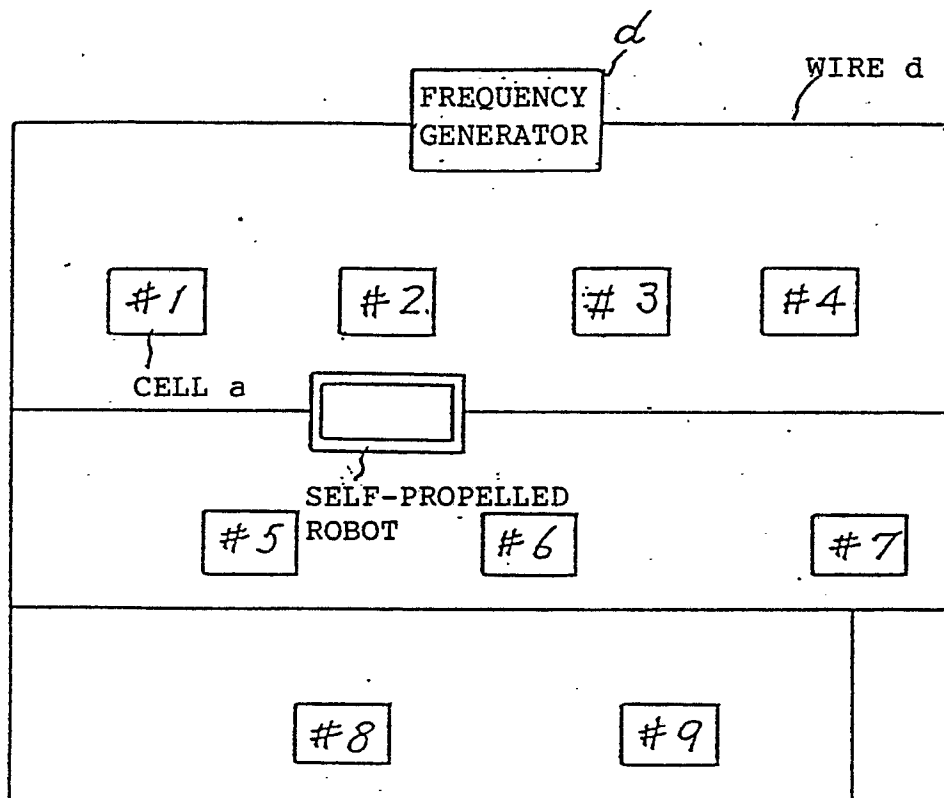 d
WIRE d
FREQUENCY
GENERATOR
#1
#2
#3
#4
CELL a
SELF-PROPELLED
ROBOT
#5
#6
#7
#8
#9